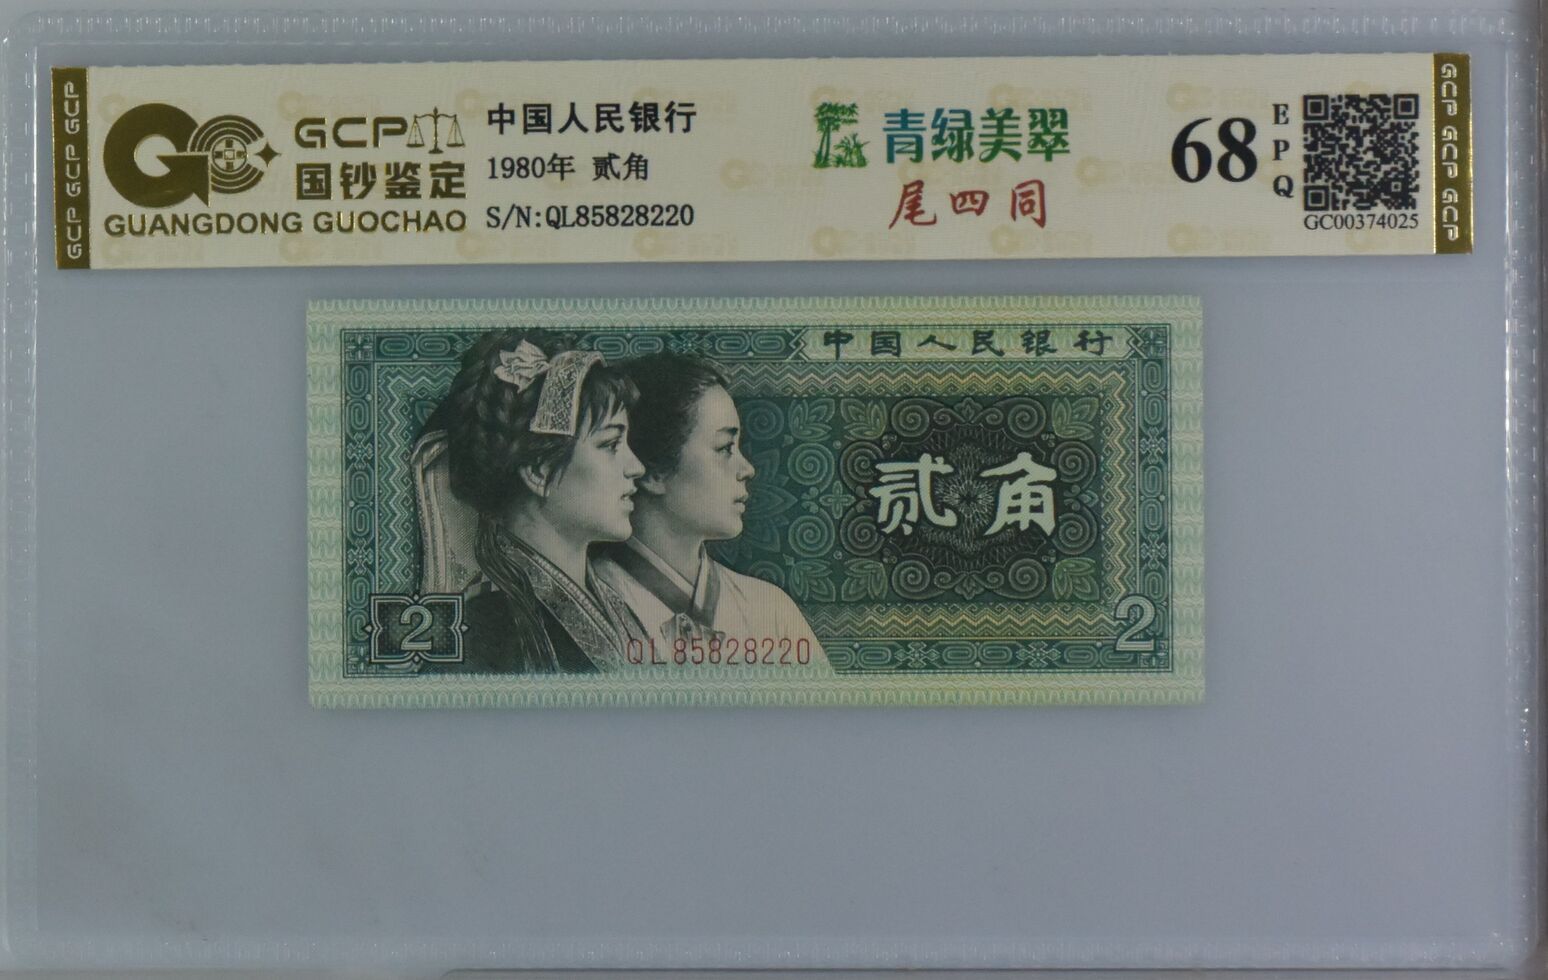 GCP GCP GCP
GCP
国钞鉴定
GUANGDONG GUOCHAO
中国人民银行
1980年 贰角
S/N:QL85828220
青绿美翠
尾四同
68
EPQ
GC00374025
GCP GCP GCP
中国人民银行
贰角
2
QL85828220
2